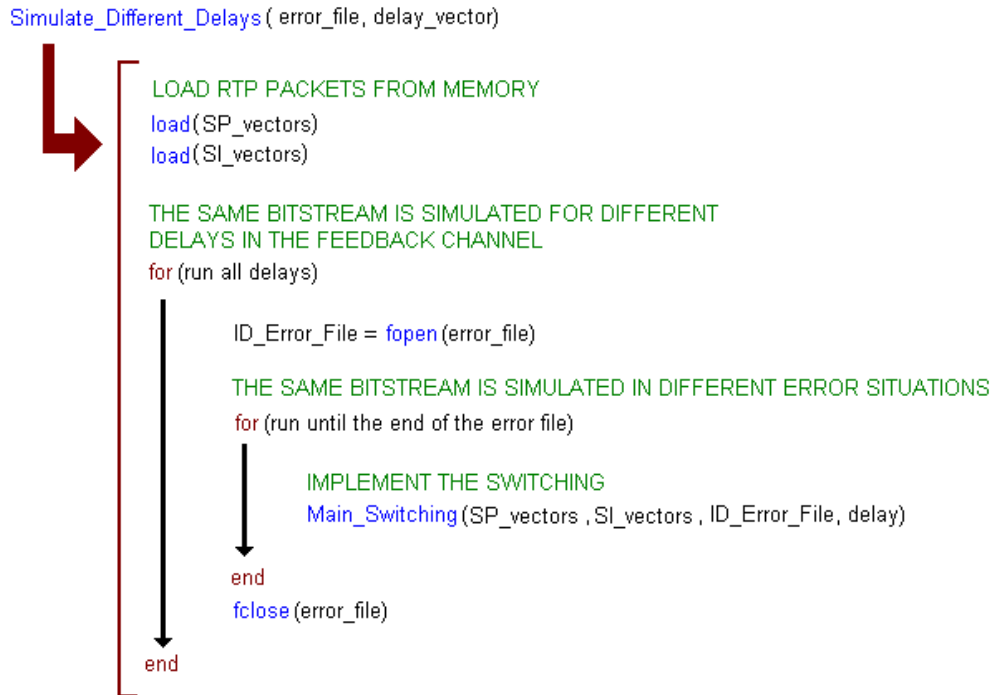 Simulate_Different_Delays ( error_file, delay_vector)
LOAD RTP PACKETS FROM MEMORY
load(SP_vectors)
load(SI_vectors)
THE SAME BITSTREAM IS SIMULATED FOR DIFFERENT
DELAYS IN THE FEEDBACK CHANNEL
for (run all delays)
ID_Error_File = fopen (error_file)
THE SAME BITSTREAM IS SIMULATED IN DIFFERENT ERROR SITUATIONS
for (run until the end of the error file)
IMPLEMENT THE SWITCHING
Main_Switching (SP_vectors , SI_vectors , ID_Error_File, delay)
end
fclose (error_file)
end